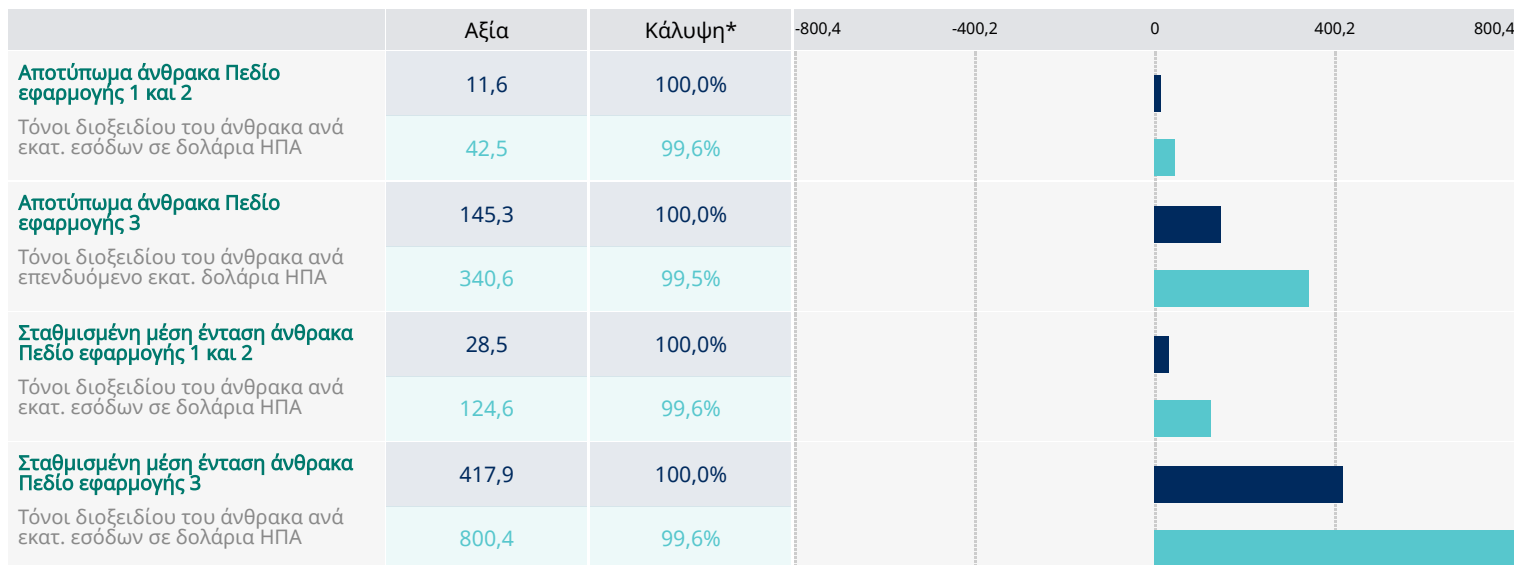 Αξία Κάλυψη* -800,4 -400,2 0 400,2 800,4
Αποτύπωμα άνθρακα Πεδίο
εφαρμογής 1 και 2
11,6 100,0%
Τόνοι διοξειδίου του άνθρακα ανά
εκατ. εσόδων σε δολάρια ΗΠΑ
42,5 99,6%
Αποτύπωμα άνθρακα Πεδίο
εφαρμογής 3
145,3 100,0%
Τόνοι διοξειδίου του άνθρακα ανά
επενδυόμενο εκατ. δολάρια ΗΠΑ
340,6 99,5%
Σταθμισμένη μέση ένταση άνθρακα
Πεδίο εφαρμογής 1 και 2
28,5 100,0%
Τόνοι διοξειδίου του άνθρακα ανά
εκατ. εσόδων σε δολάρια ΗΠΑ
124,6 99,6%
Σταθμισμένη μέση ένταση άνθρακα
Πεδίο εφαρμογής 3
417,9 100,0%
Τόνοι διοξειδίου του άνθρακα ανά
εκατ. εσόδων σε δολάρια ΗΠΑ
800,4 99,6%